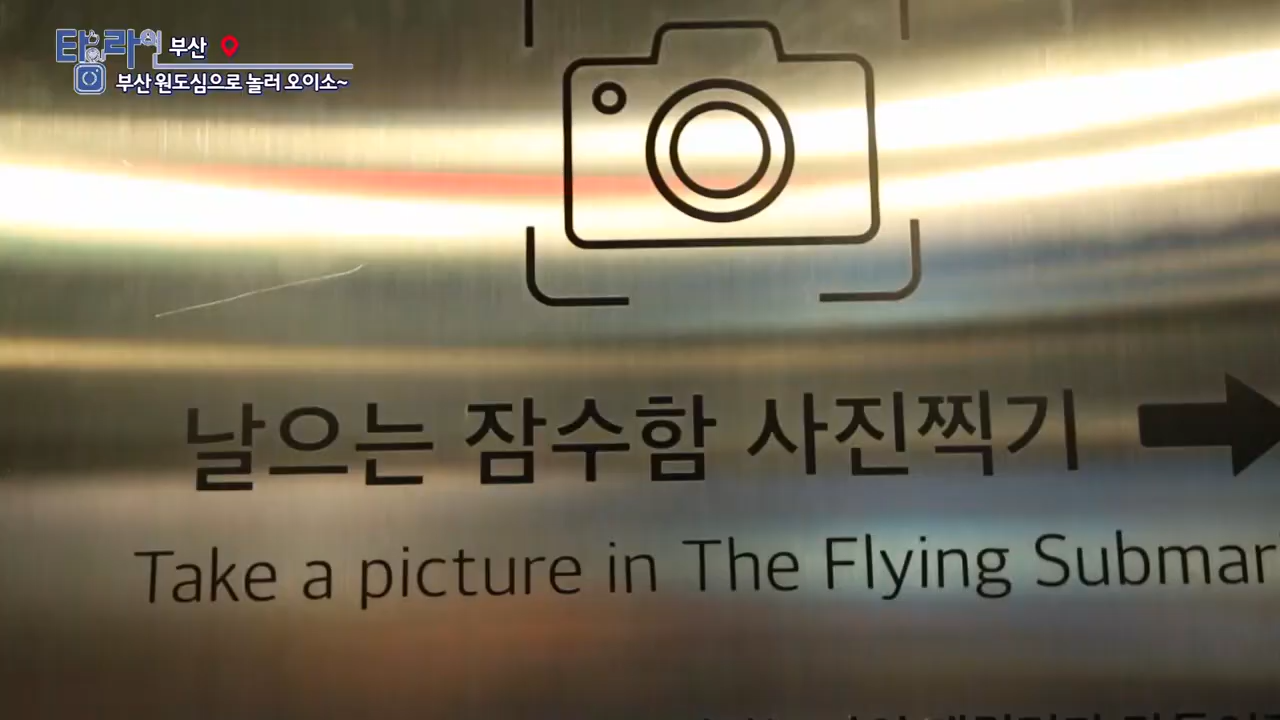 부산
부산 원도심으로 놀러 오이소~
날으는 잠수함 사진찍기
Take a picture in The Flying Submar